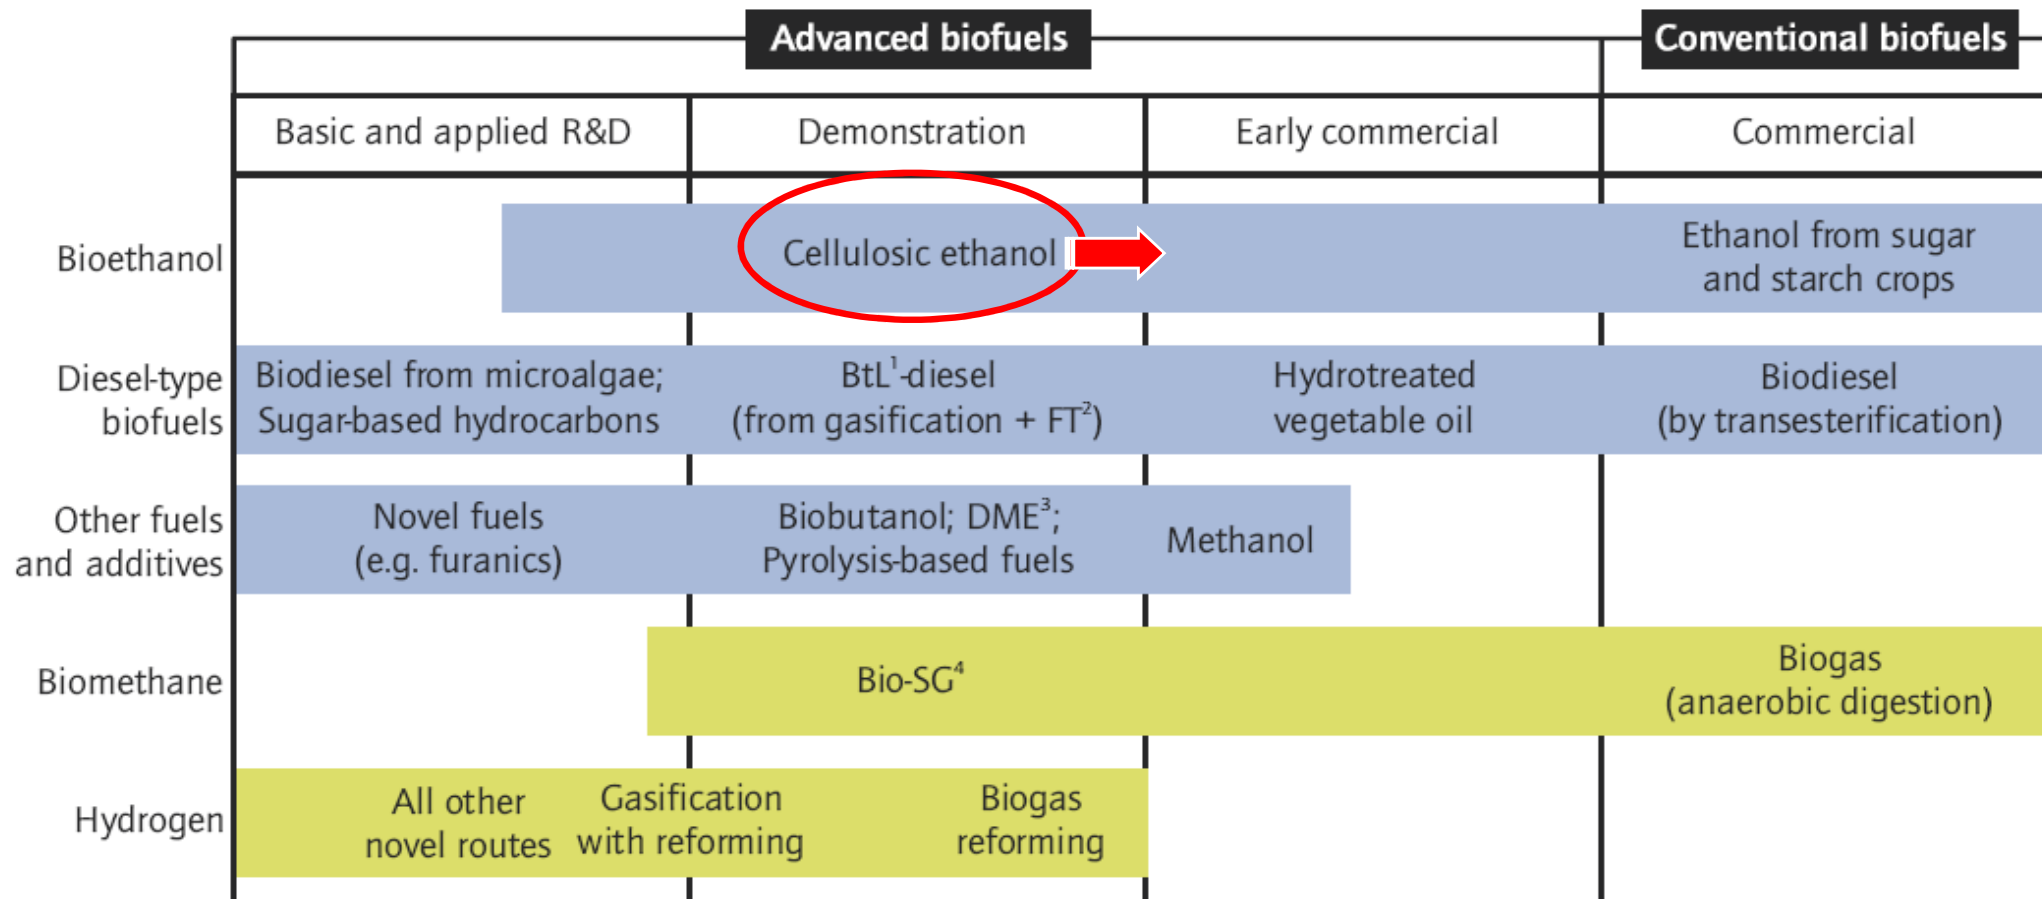 Advanced biofuels
Conventional biofuels
Basic and applied R&D
Demonstration
Early commercial
Commercial
Bioethanol
Cellulosic ethanol
Ethanol from sugar
and starch crops
Diesel-type
biofuels
Biodiesel from microalgae;
Sugar-based hydrocarbons
BtL¹-diesel
(from gasification + FT²)
Hydrotreated
vegetable oil
Biodiesel
(by transesterification)
Other fuels
and additives
Novel fuels
(e.g. furanics)
Biobutanol; DME³;
Pyrolysis-based fuels
Methanol
Biomethane
Bio-SG⁴
Biogas
(anaerobic digestion)
Hydrogen
All other
novel routes
Gasification
with reforming
Biogas
reforming